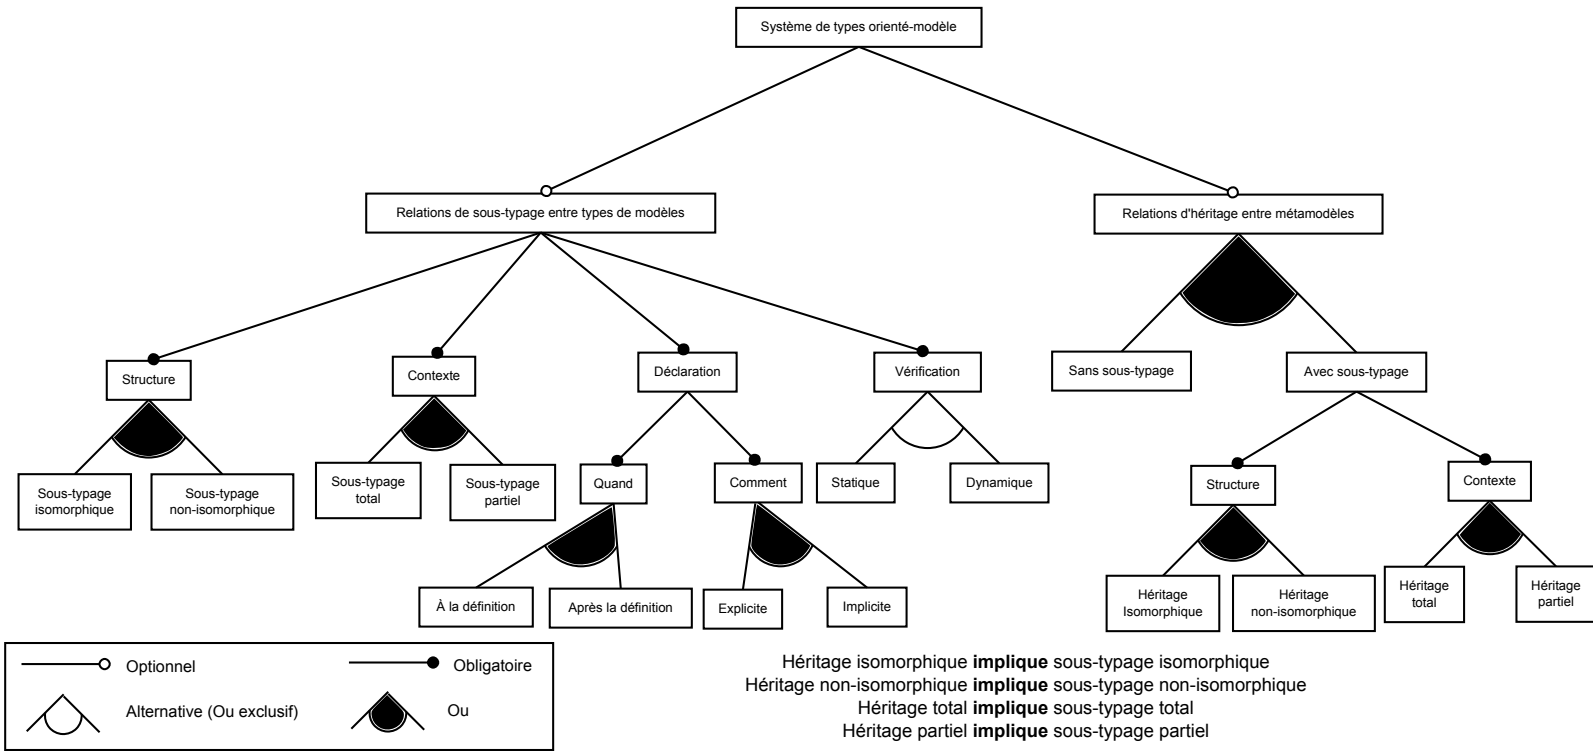 Système de types orienté-modèle
Relations de sous-typage entre types de modèles
Relations d'héritage entre métamodèles
Structure
Contexte
Déclaration
Vérification
Sans sous-typage
Avec sous-typage
Sous-typage
isomorphique
Sous-typage
non-isomorphique
Sous-typage
total
Sous-typage
partiel
Quand
Comment
Statique
Dynamique
Structure
Contexte
À la définition
Après la définition
Explicite
Implicite
Héritage
Isomorphique
Héritage
non-isomorphique
Héritage
total
Héritage
partiel
Optionnel
Obligatoire
Alternative (Ou exclusif)
Ou
Héritage isomorphique implique sous-typage isomorphique
Héritage non-isomorphique implique sous-typage non-isomorphique
Héritage total implique sous-typage total
Héritage partiel implique sous-typage partiel